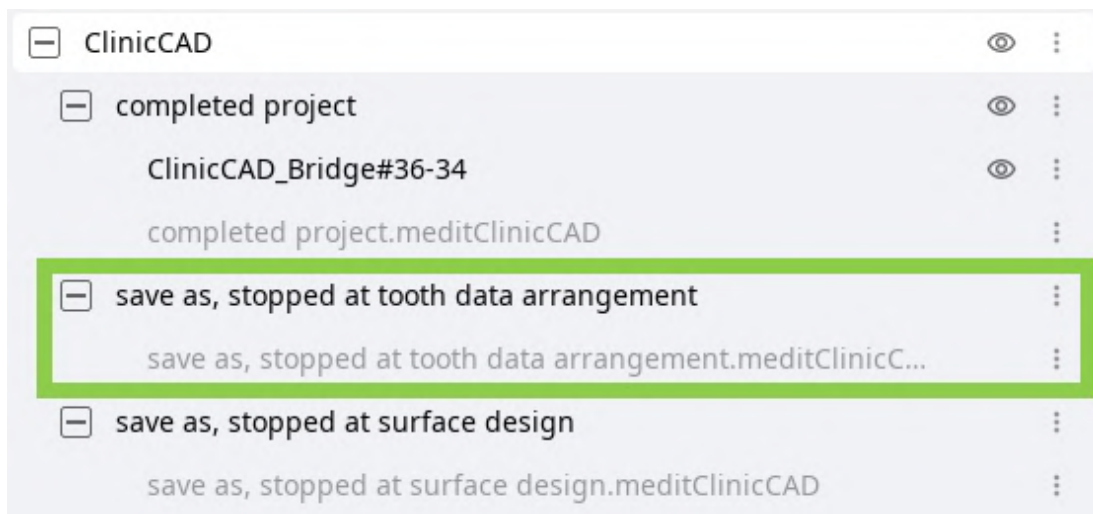 ClinicCAD
completed project
ClinicCAD_Bridge#36-34
completed project.meditClinicCAD
save as, stopped at tooth data arrangement
save as, stopped at tooth data arrangement.meditClinicC...
save as, stopped at surface design
save as, stopped at surface design.meditClinicCAD